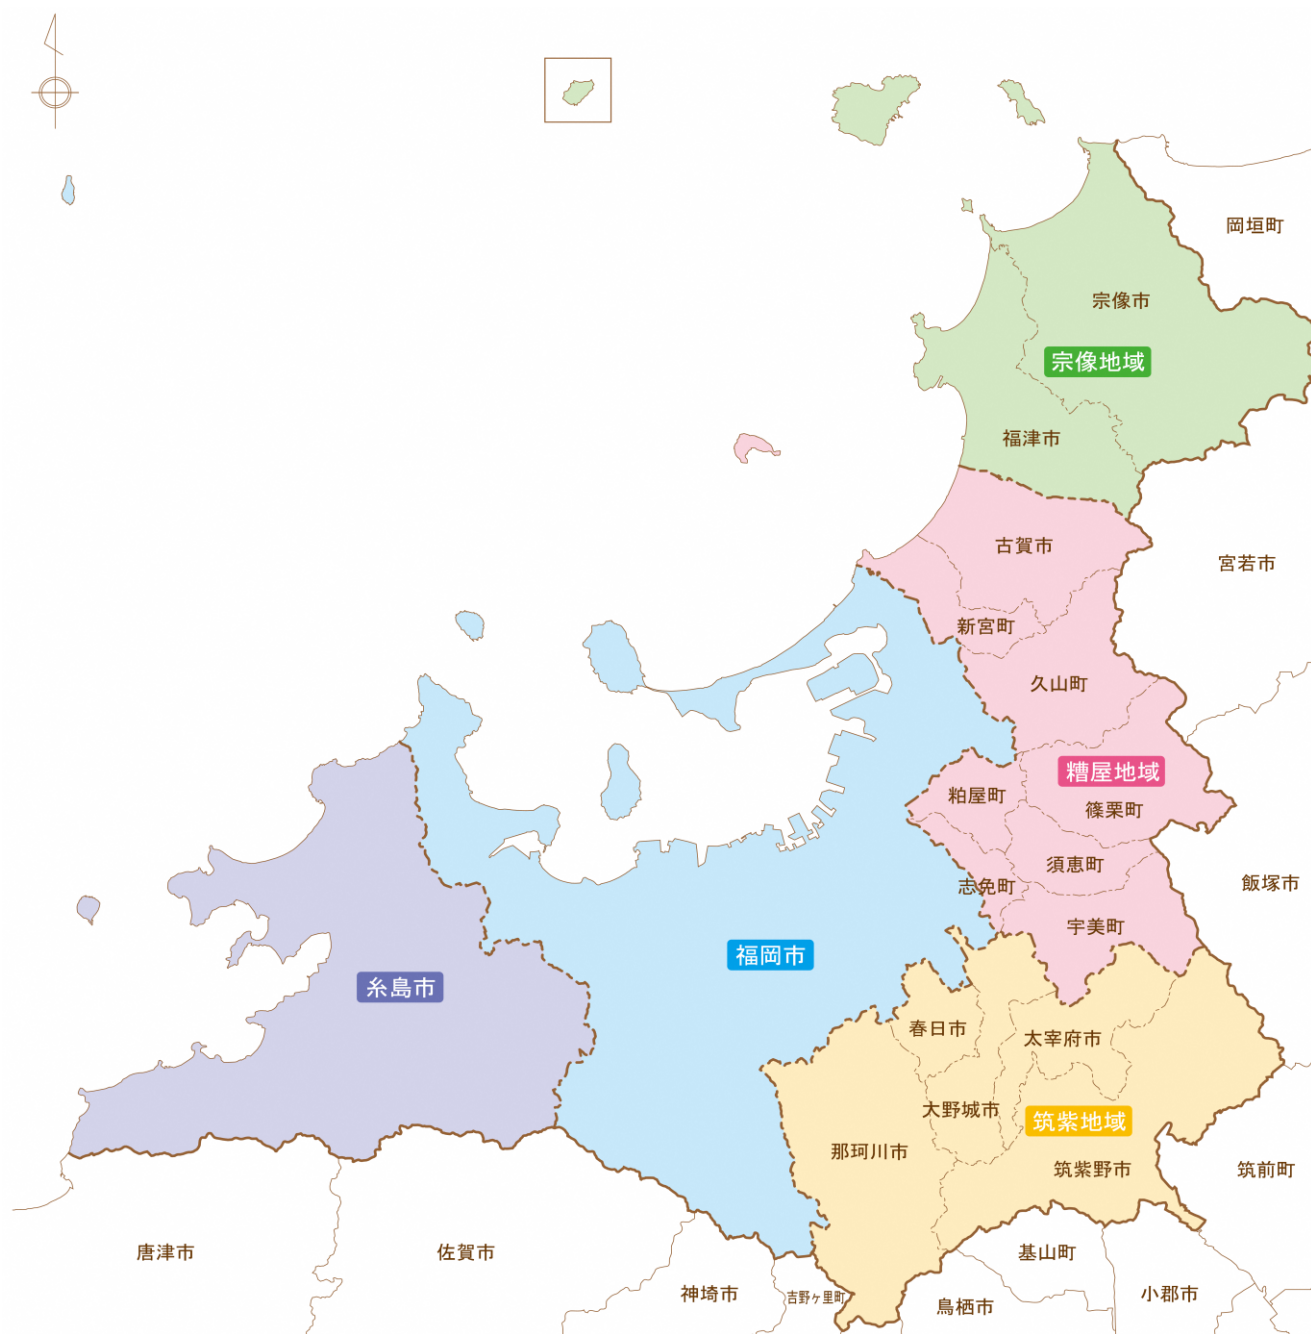 岡垣町
宗像市
宗像地域
福津市
古賀市
宮若市
新宮町
久山町
糟屋地域
粕屋町
篠栗町
須恵町
志免町
飯塚市
宇美町
福岡市
糸島市
春日市
太宰府市
大野城市
筑紫地域
那珂川市
筑紫野市
筑前町
唐津市
佐賀市
基山町
神埼市
吉野ヶ里町
鳥栖市
小郡市